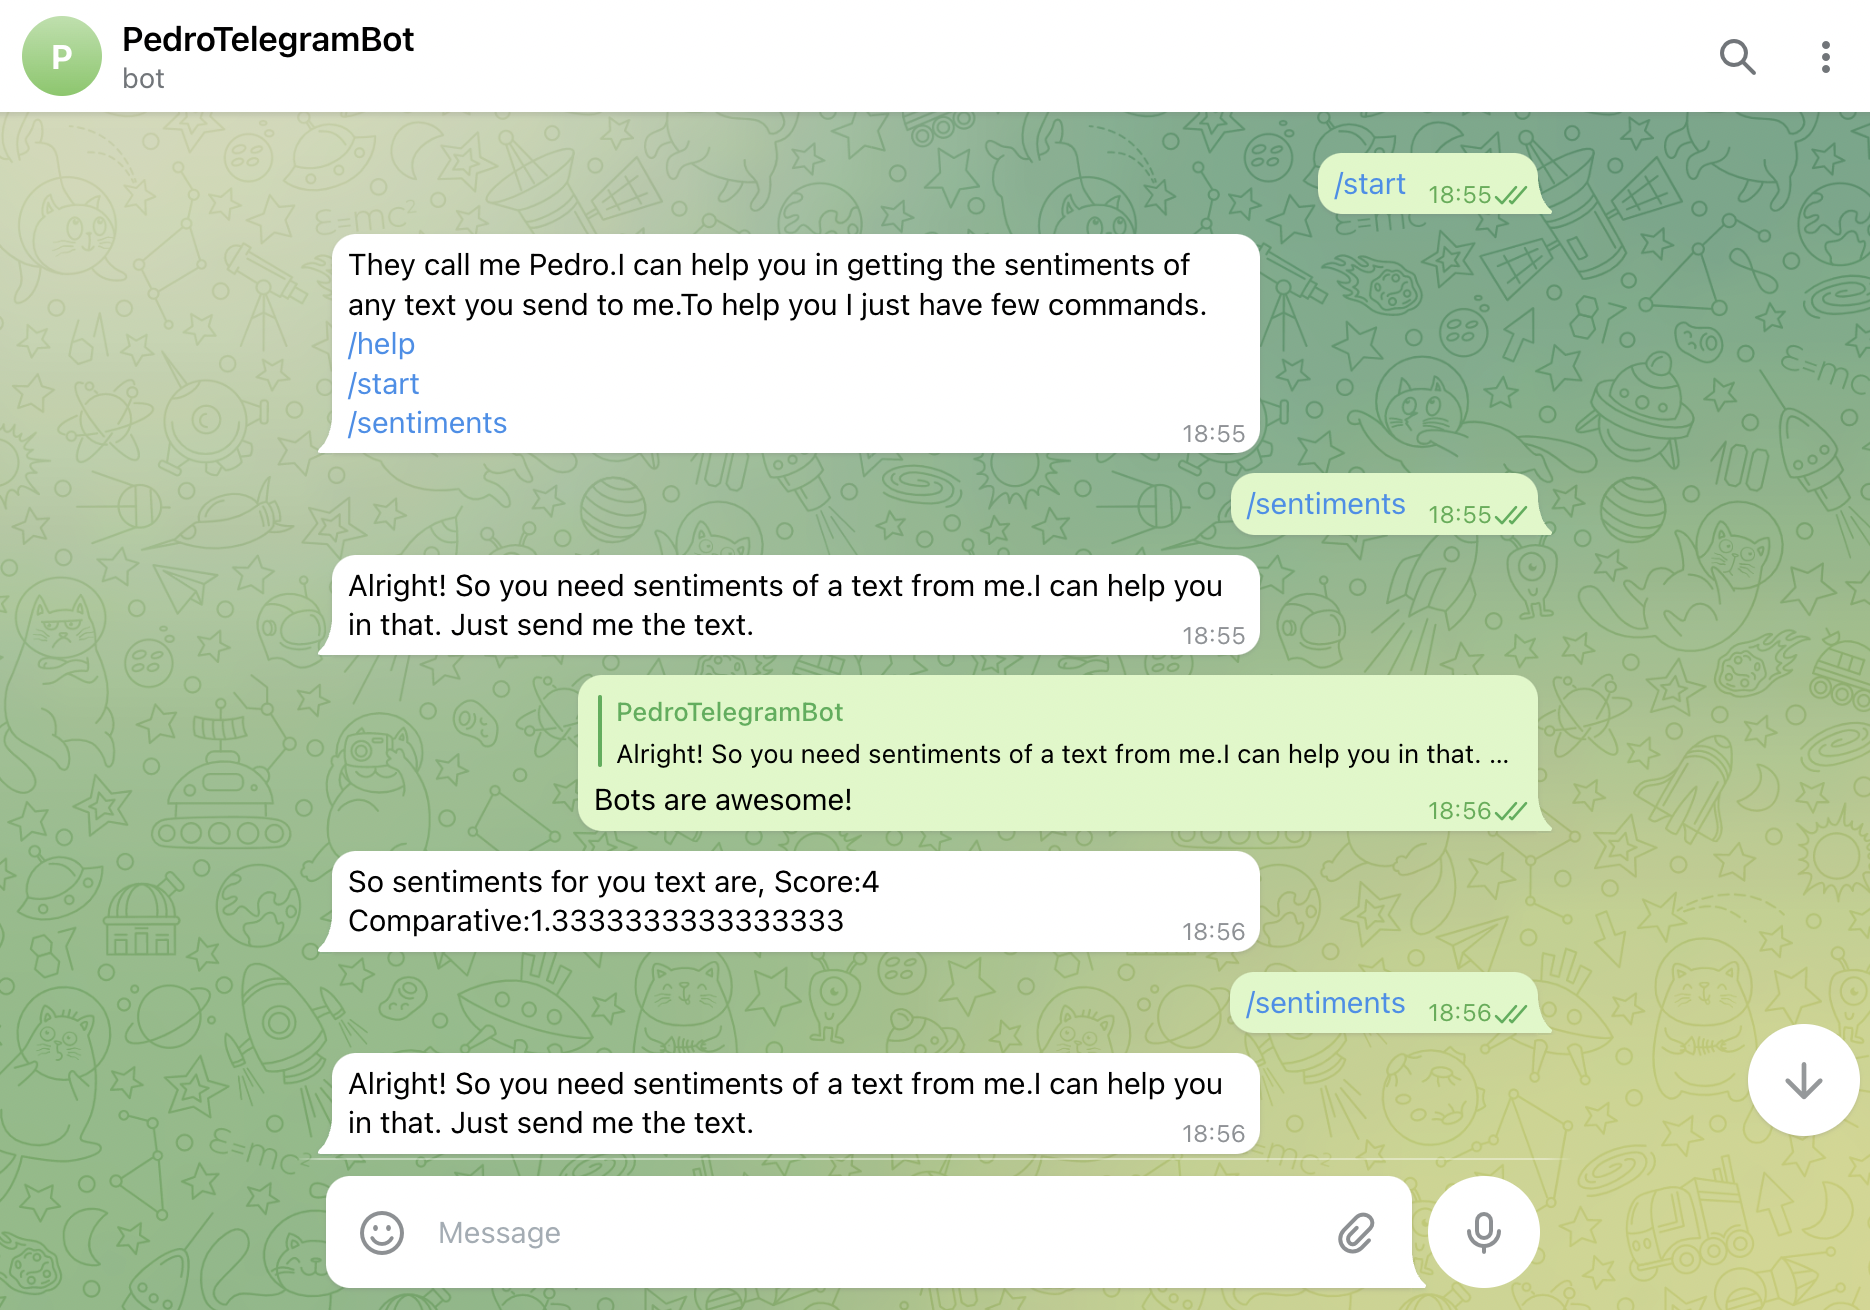 P
PedroTelegramBot
bot
/start 18:55
They call me Pedro.I can help you in getting the sentiments of
any text you send to me.To help you I just have few commands.
/help
/start
/sentiments
18:55
/sentiments 18:55
Alright! So you need sentiments of a text from me.I can help you
in that. Just send me the text.
18:55
PedroTelegramBot
Alright! So you need sentiments of a text from me.I can help you in that. ...
Bots are awesome!
18:56
So sentiments for you text are, Score:4
Comparative:1.3333333333333333
18:56
/sentiments 18:56
Alright! So you need sentiments of a text from me.I can help you
in that. Just send me the text.
18:56
Message